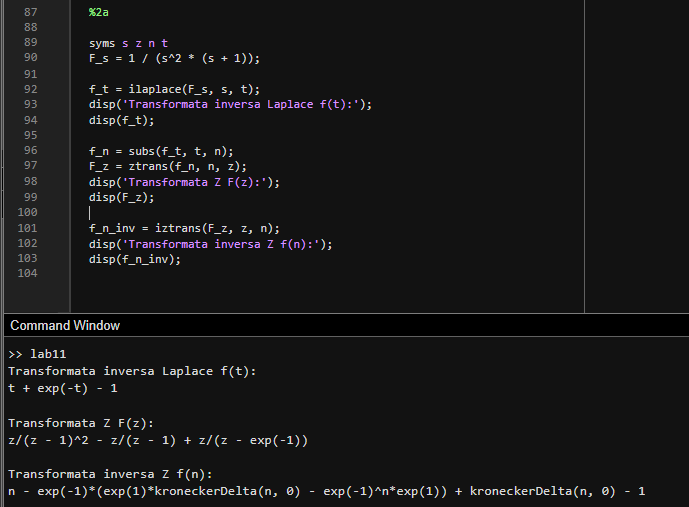 87 %2a
88
89 syms s z n t
90 F_s = 1 / (s^2 * (s + 1));
91
92 f_t = ilaplace(F_s, s, t);
93 disp('Transformata inversa Laplace f(t):');
94 disp(f_t);
95
96 f_n = subs(f_t, t, n);
97 F_z = ztrans(f_n, n, z);
98 disp('Transformata Z F(z):');
99 disp(F_z);
100
101 f_n_inv = iztrans(F_z, z, n);
102 disp('Transformata inversa Z f(n):');
103 disp(f_n_inv);
104
Command Window
>> lab11
Transformata inversa Laplace f(t):
t + exp(-t) - 1
Transformata Z F(z):
z/(z - 1)^2 - z/(z - 1) + z/(z - exp(-1))
Transformata inversa Z f(n):
n - exp(-1)*(exp(1)*kroneckerDelta(n, 0) - exp(-1)^n*exp(1)) + kroneckerDelta(n, 0) - 1